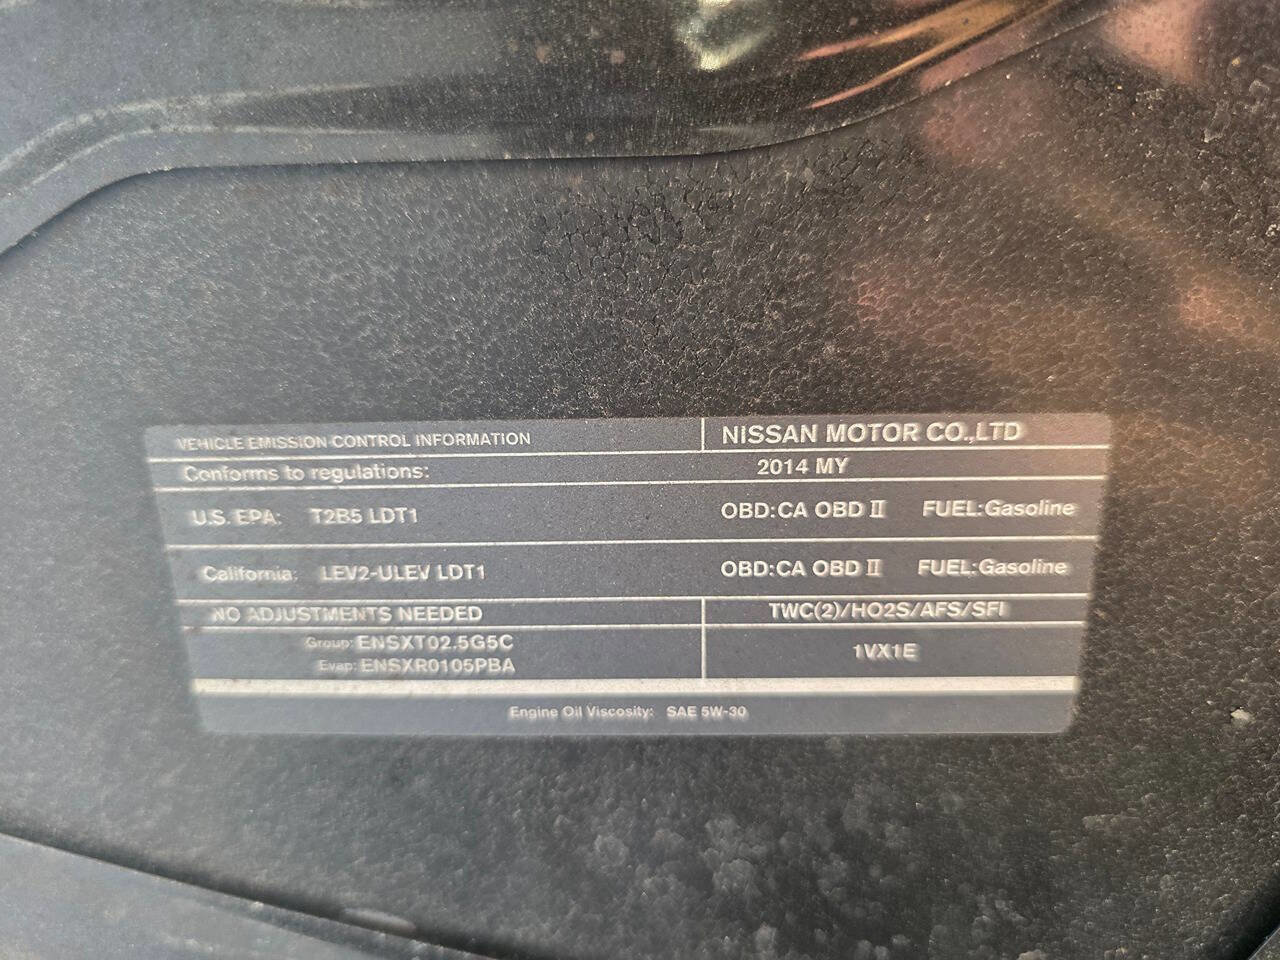 VEHICLE EMISSION CONTROL INFORMATION NISSAN MOTOR CO.,LTD
Conforms to regulations: 2014 MY
U.S. EPA: T2B5 LDT1 OBD:CA OBD II FUEL:Gasoline
California: LEV2-ULEV LDT1 OBD:CA OBD II FUEL:Gasoline
NO ADJUSTMENTS NEEDED TWC(2)/HO2S/AFS/SFI
Group: ENSXT02.5G5C
Evap: ENSXR0105PBA
1VX1E
Engine Oil Viscosity: SAE 5W-30